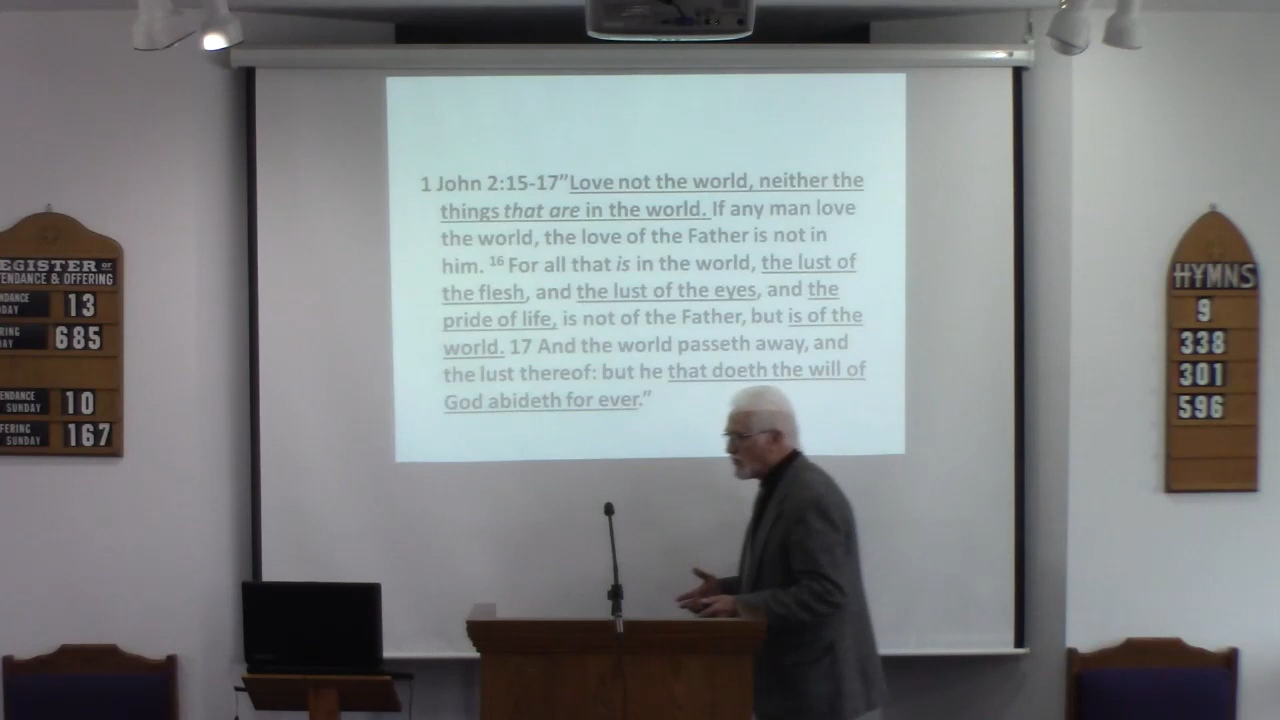 1 John 2:15-17”Love not the world, neither the
things that are in the world. If any man love
the world, the love of the Father is not in
him. 16 For all that is in the world, the lust of
the flesh, and the lust of the eyes, and the
pride of life, is not of the Father, but is of the
world. 17 And the world passeth away, and
the lust thereof: but he that doeth the will of
God abideth for ever.”
EGISTER OF
TENDANCE & OFFERING
NDANCE
DAY 13
RING
AY 685
ENDANCE
SUNDAY 10
FERING
SUNDAY 167
HYMNS
9
338
301
596